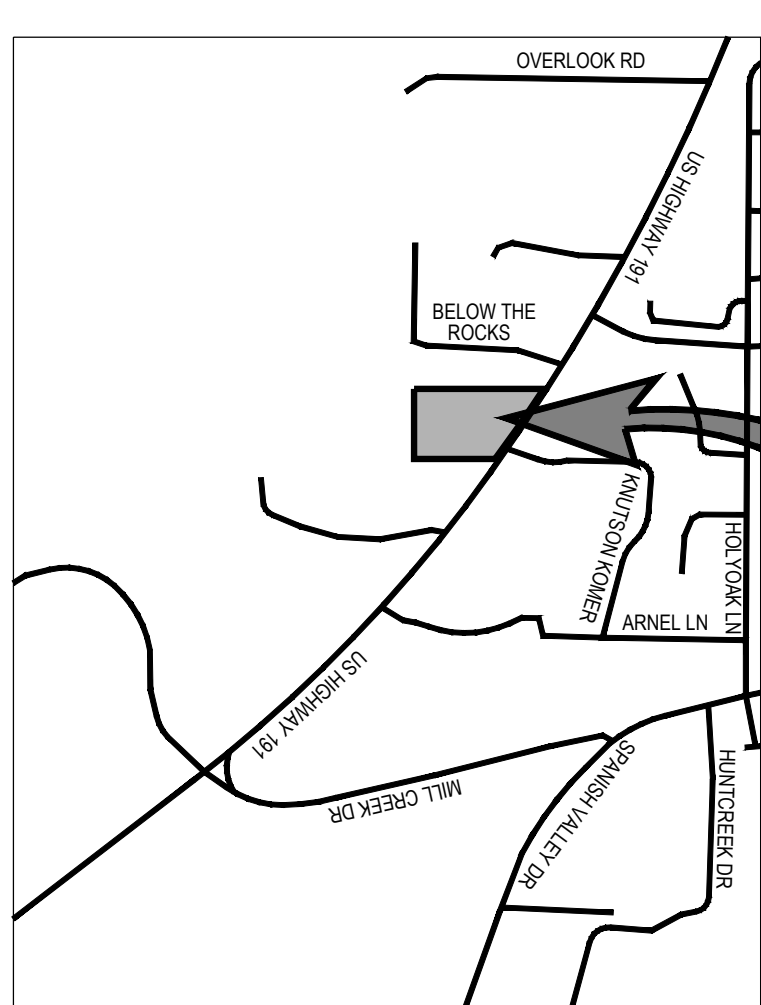 OVERLOOK RD
US HIGHWAY 191
BELOW THE
ROCKS
KNUTSON KOMER
HOLYOAK LN
ARNEL LN
US HIGHWAY 191
SPANISH VALLEY DR
HUNTCREEK DR
MILL CREEK DR